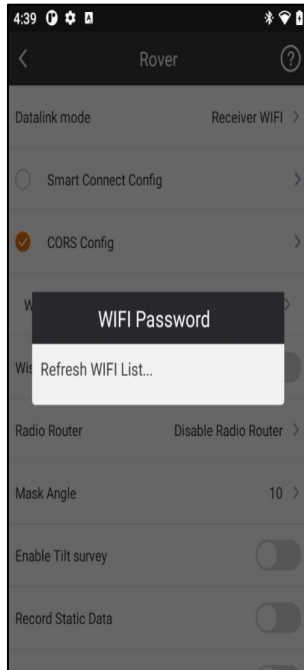 4:39
Rover
Datalink mode Receiver WIFI
Smart Connect Config
CORS Config
WIFI Password
Refresh WIFI List...
Radio Router Disable Radio Router
Mask Angle 10
Enable Tilt survey
Record Static Data